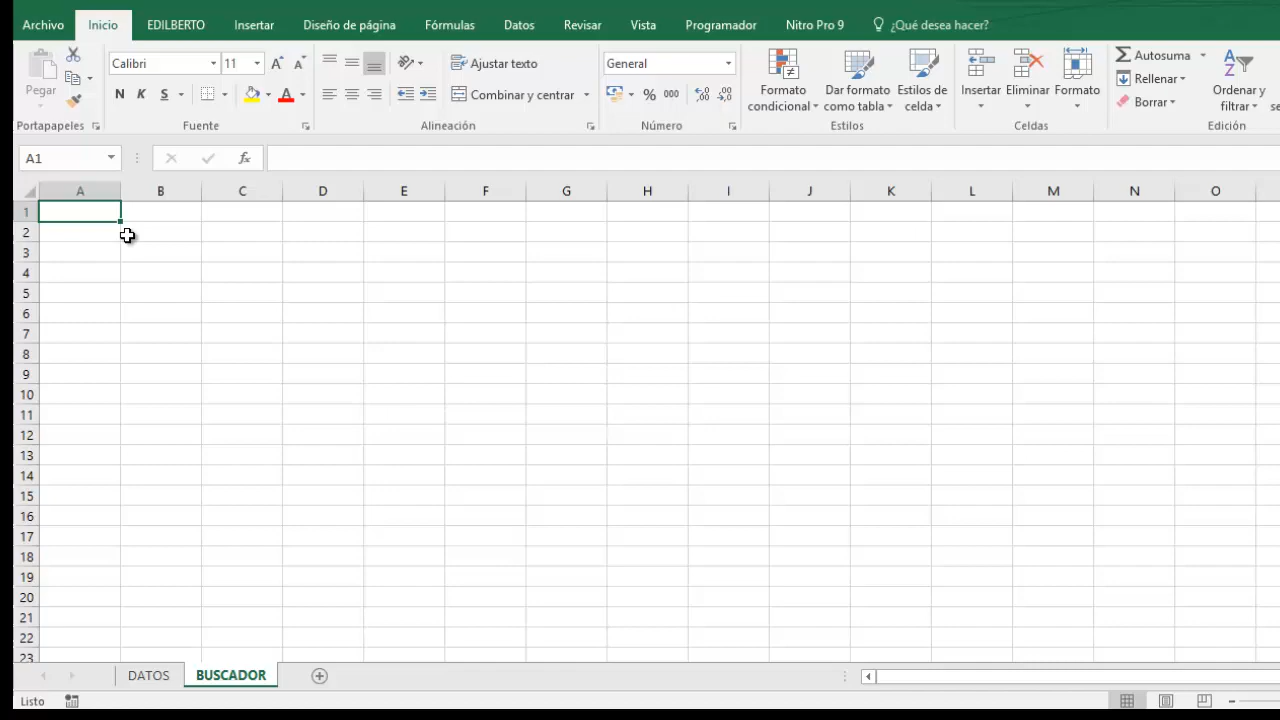 Archivo Inicio EDILBERTO Insertar Diseño de página Fórmulas Datos Revisar Vista Programador Nitro Pro 9 ¿Qué desea hacer?
Pegar
Calibri 11
N K S
Ajustar texto
Combinar y centrar
General
% 000
Formato condicional
Dar formato como tabla
Estilos de celda
Insertar Eliminar Formato
Autosuma
Rellenar
Borrar
Ordenar y filtrar
Portapapeles Fuente Alineación Número Estilos Celdas Edición
A1 fx
A B C D E F G H I J K L M N O
1
2
3
4
5
6
7
8
9
10
11
12
13
14
15
16
17
18
19
20
21
22
23
DATOS BUSCADOR
Listo